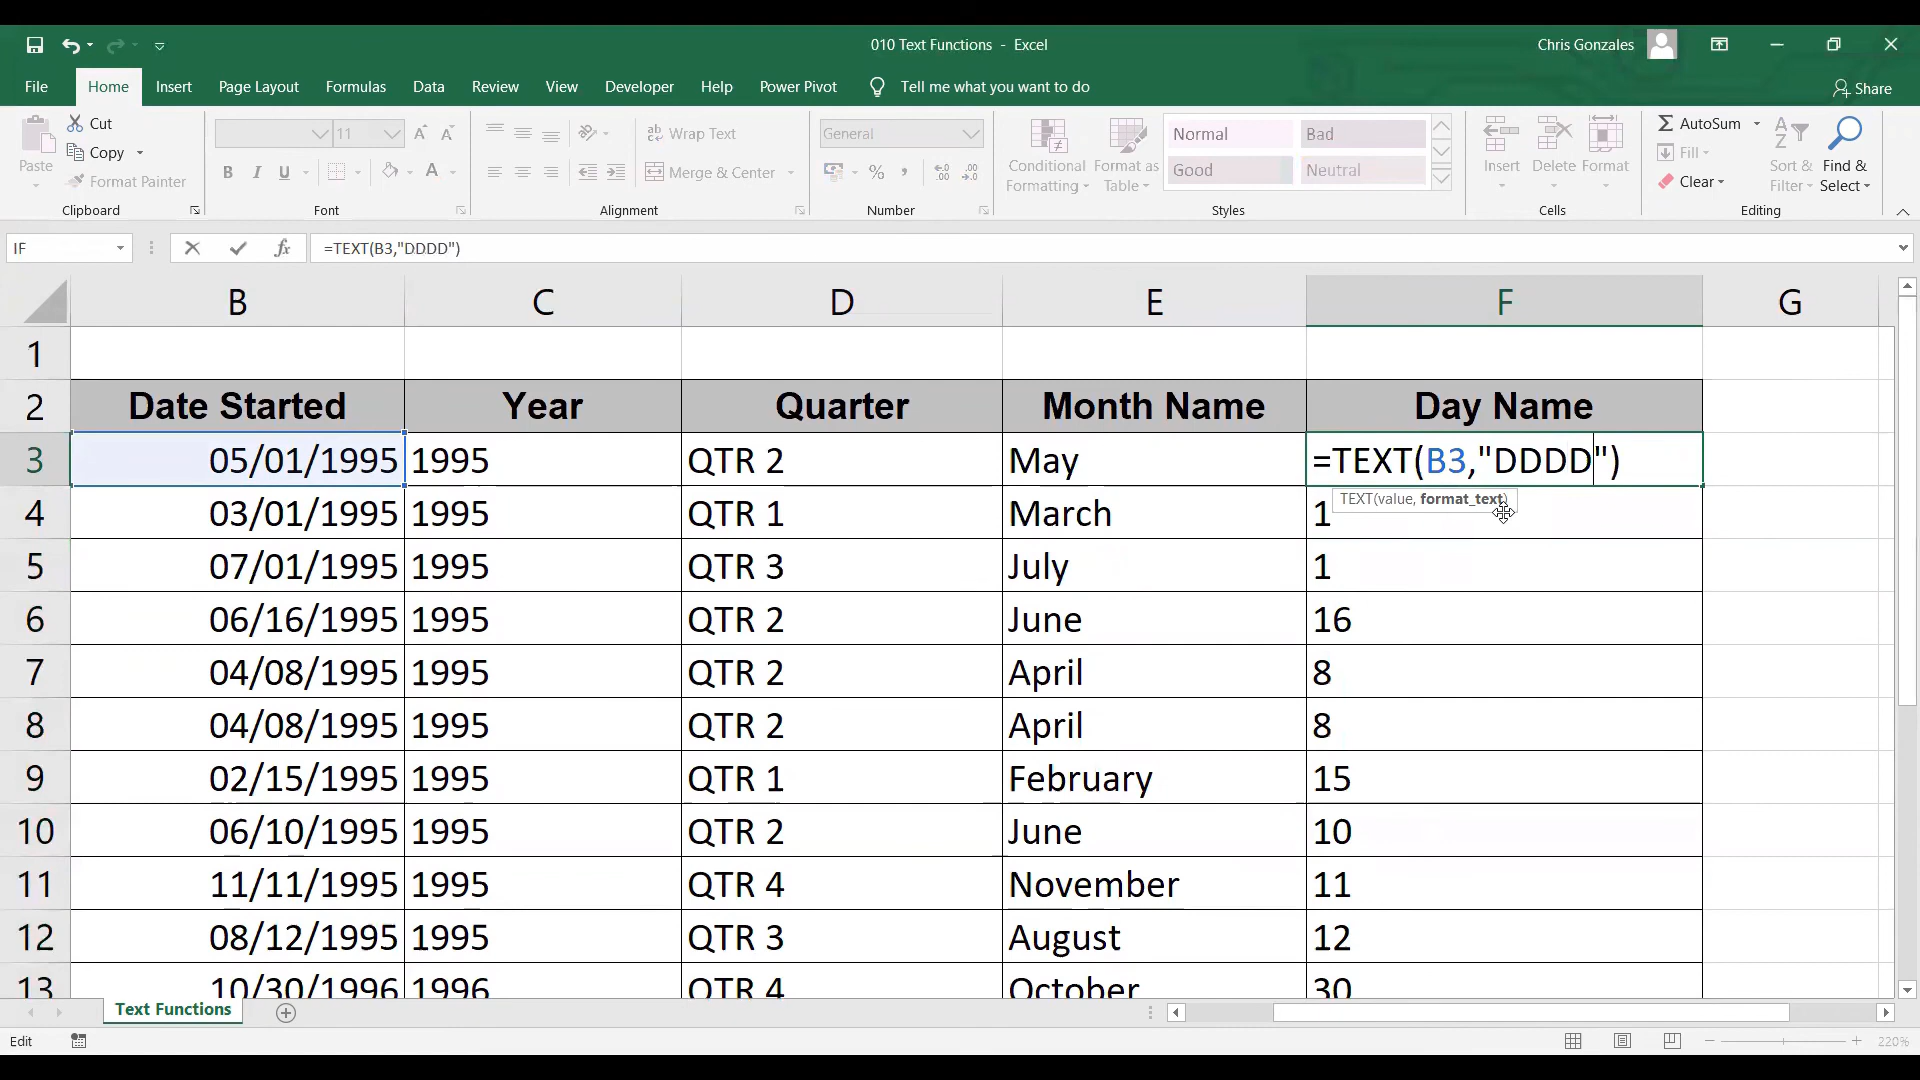 010 Text Functions - Excel
Chris Gonzales
File Home Insert Page Layout Formulas Data Review View Developer Help Power Pivot Tell me what you want to do
Share
Paste
Cut
Copy
Format Painter
Clipboard
11
B I U A
Font
Wrap Text
Merge & Center
Alignment
General
% ,
Number
Conditional Formatting
Format as Table
Normal Bad
Good Neutral
Styles
Insert Delete Format
Cells
AutoSum
Fill
Clear
Sort & Filter
Find & Select
Editing
IF fx =TEXT(B3,"DDDD")
B C D E F G
1
2 Date Started Year Quarter Month Name Day Name
3 05/01/1995 1995 QTR 2 May =TEXT(B3,"DDDD")
TEXT(value, format_text)
4 03/01/1995 1995 QTR 1 March 1
5 07/01/1995 1995 QTR 3 July 1
6 06/16/1995 1995 QTR 2 June 16
7 04/08/1995 1995 QTR 2 April 8
8 04/08/1995 1995 QTR 2 April 8
9 02/15/1995 1995 QTR 1 February 15
10 06/10/1995 1995 QTR 2 June 10
11 11/11/1995 1995 QTR 4 November 11
12 08/12/1995 1995 QTR 3 August 12
13 10/30/1996 1996 QTR 4 October 30
Text Functions
Edit
220%